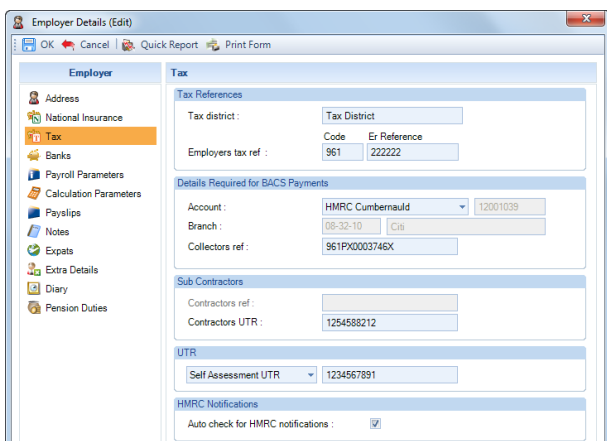 Employer Details (Edit)
OK Cancel Quick Report Print Form
Employer
Address
National Insurance
Tax
Banks
Payroll Parameters
Calculation Parameters
Payslips
Notes
Expats
Extra Details
Diary
Pension Duties
Tax
Tax References
Tax district : Tax District
Code Er Reference
Employers tax ref : 961 222222
Details Required for BACS Payments
Account : HMRC Cumbernauld 12001039
Branch : 08-32-10 Citi
Collectors ref : 961PX0003746X
Sub Contractors
Contractors ref :
Contractors UTR : 1254588212
UTR
Self Assessment UTR 1234567891
HMRC Notifications
Auto check for HMRC notifications :